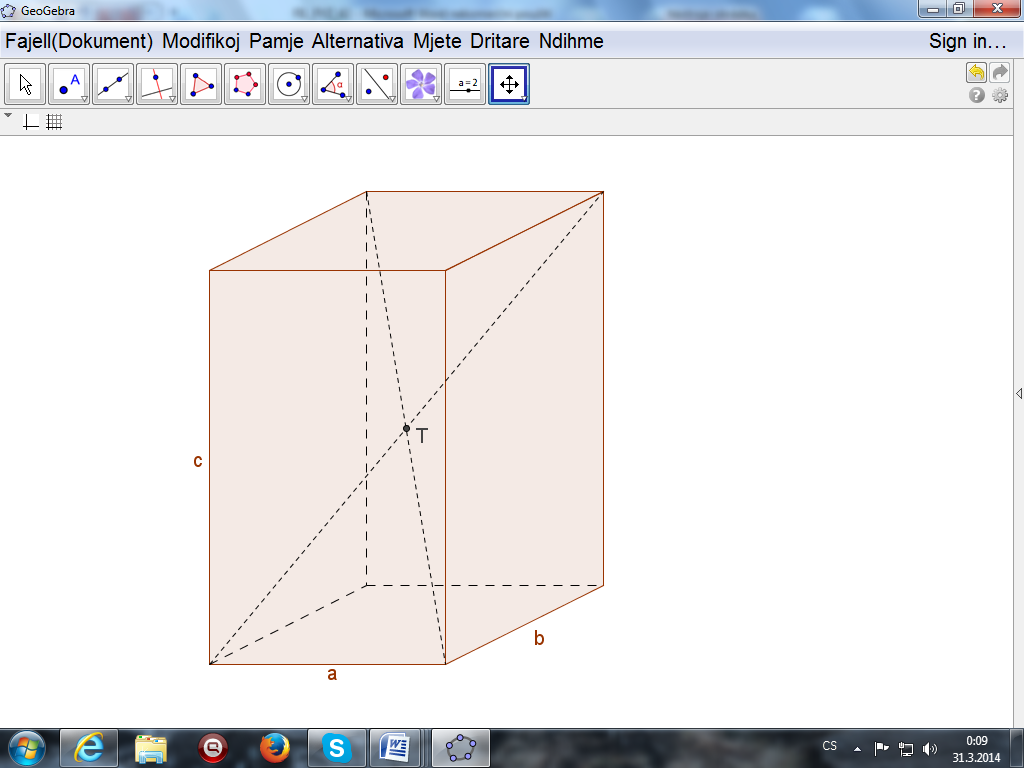 GeoGebra
Fajell(Dokument) Modifikoj Pamje Alternativa Mjete Dritare Ndihme
Sign in…
A
α
a = 2
?
c
T
b
a
S
W
CS
0:09
31.3.2014